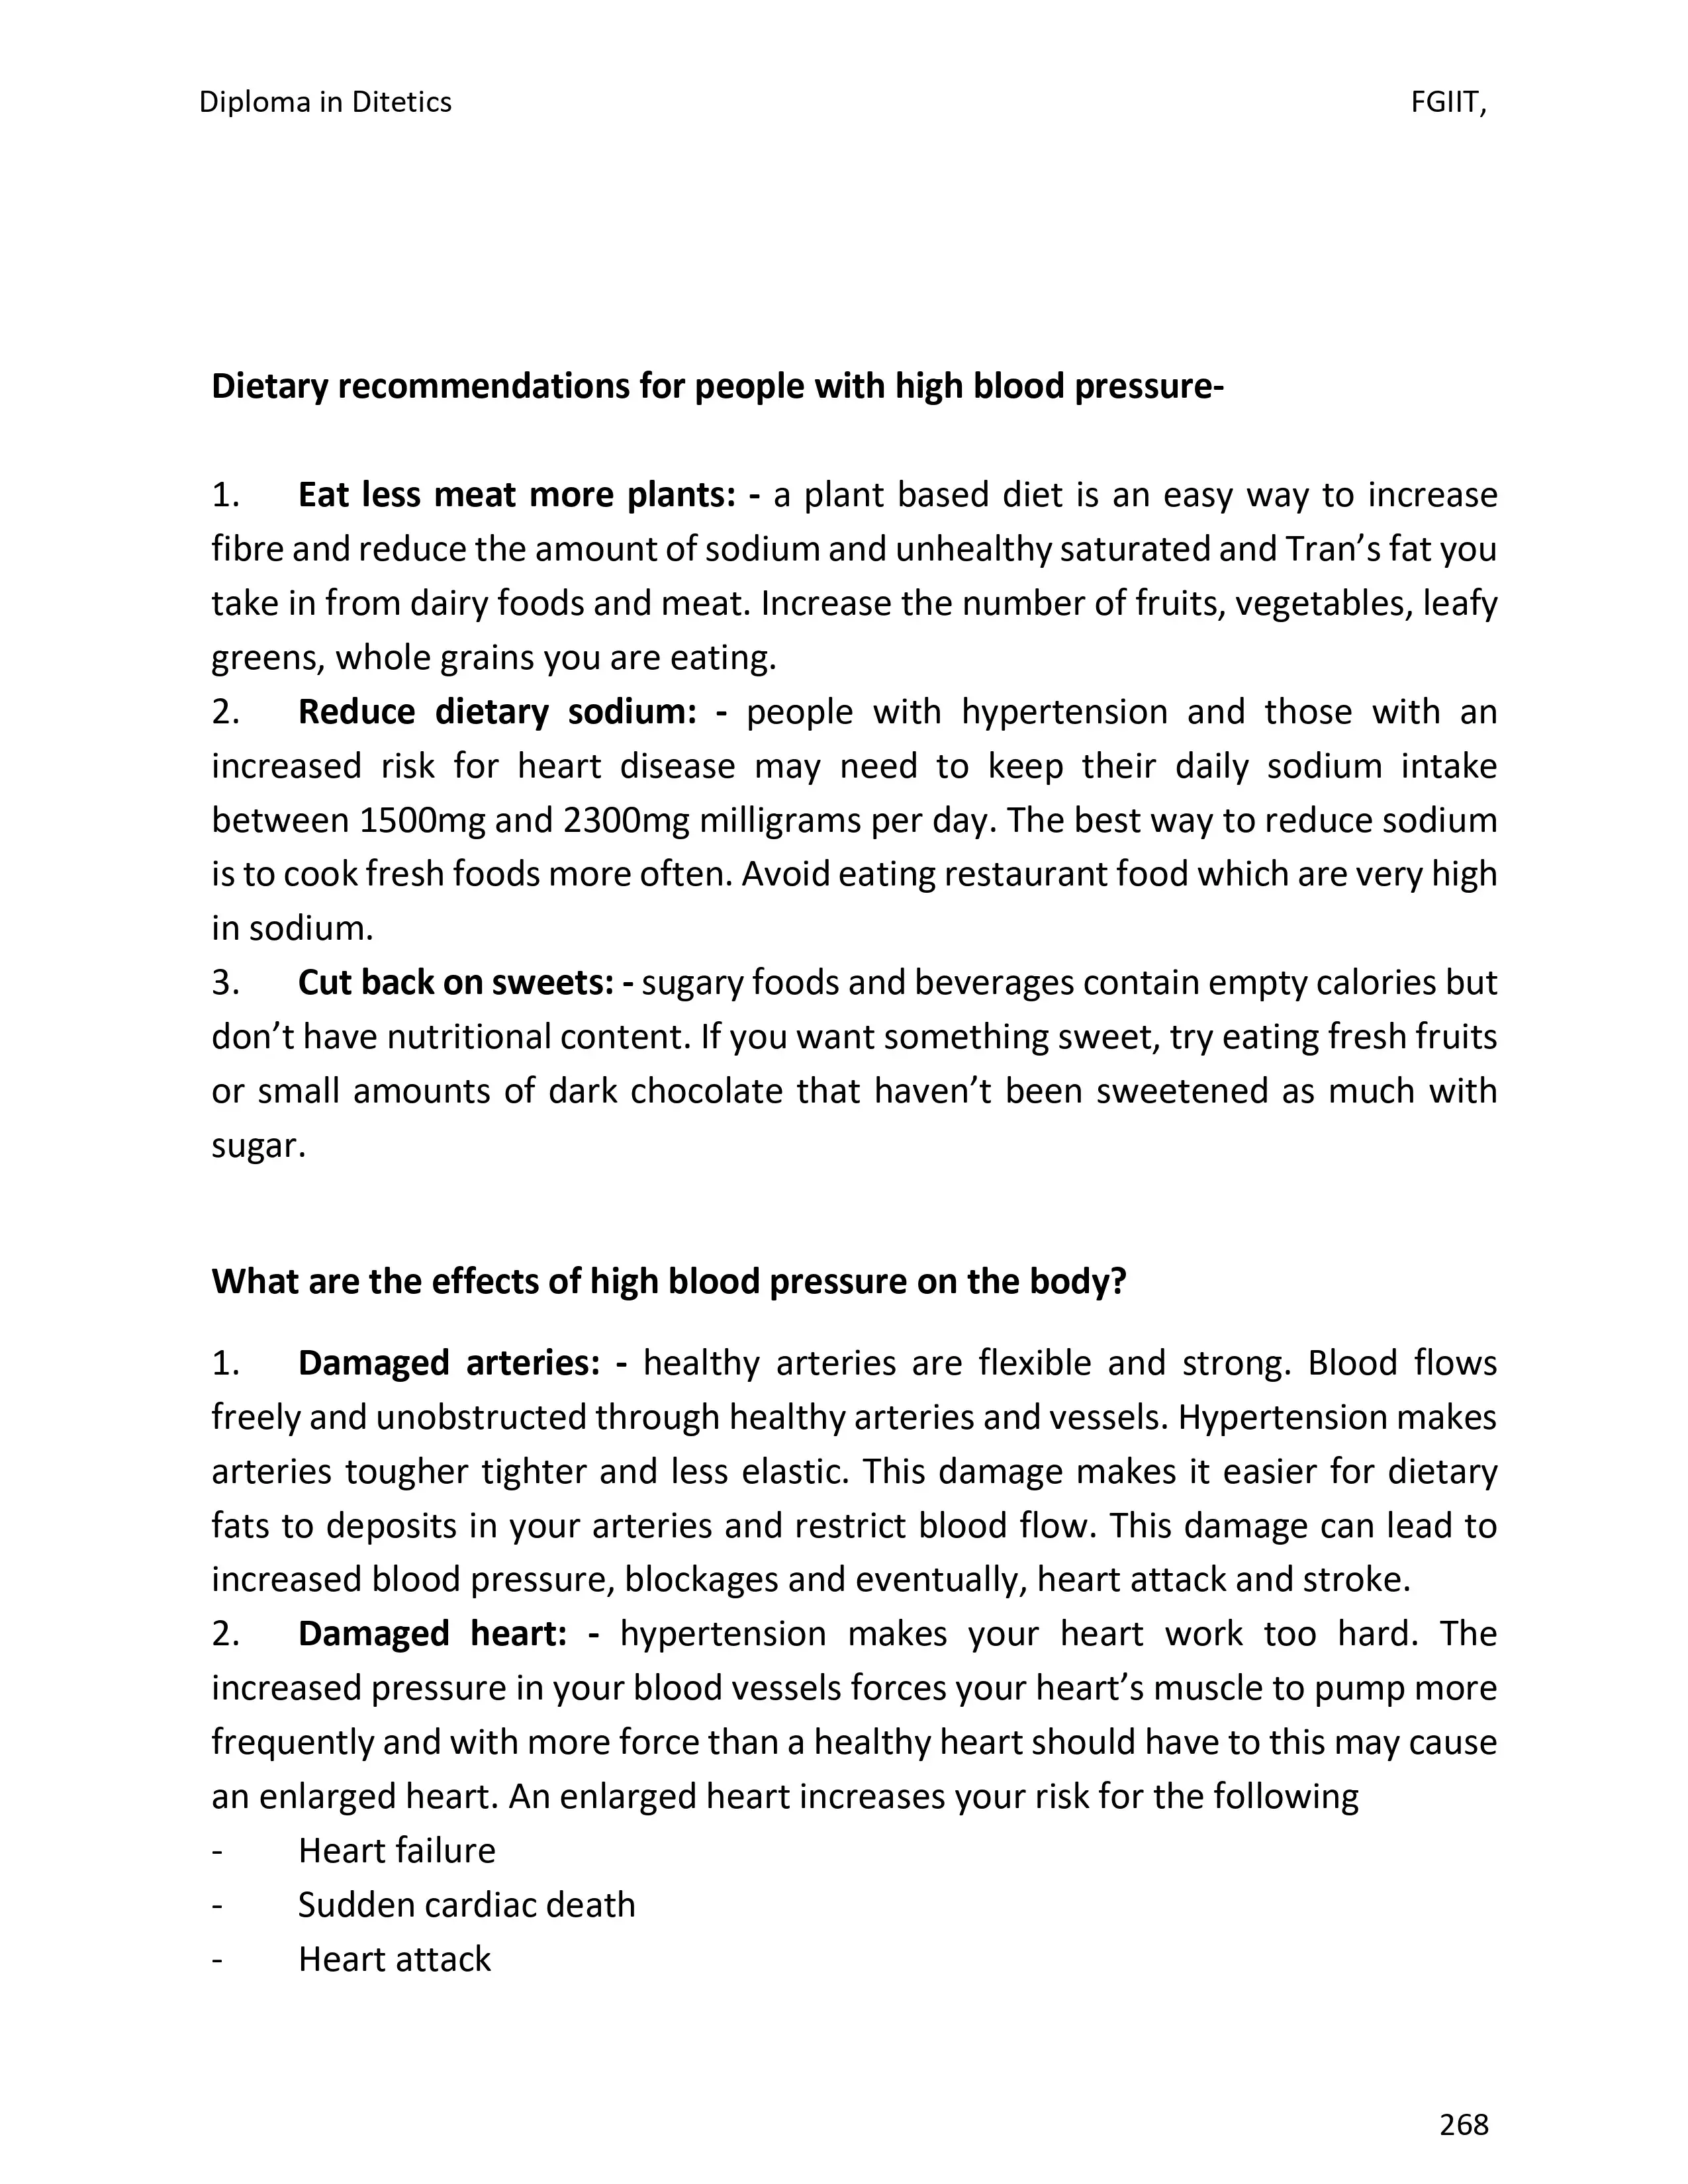 Diploma in Ditetics FGIIT,
Dietary recommendations for people with high blood pressure-
1. Eat less meat more plants: - a plant based diet is an easy way to increase
fibre and reduce the amount of sodium and unhealthy saturated and Tran’s fat you
take in from dairy foods and meat. Increase the number of fruits, vegetables, leafy
greens, whole grains you are eating.
2. Reduce dietary sodium: - people with hypertension and those with an
increased risk for heart disease may need to keep their daily sodium intake
between 1500mg and 2300mg milligrams per day. The best way to reduce sodium
is to cook fresh foods more often. Avoid eating restaurant food which are very high
in sodium.
3. Cut back on sweets: - sugary foods and beverages contain empty calories but
don’t have nutritional content. If you want something sweet, try eating fresh fruits
or small amounts of dark chocolate that haven’t been sweetened as much with
sugar.
What are the effects of high blood pressure on the body?
1. Damaged arteries: - healthy arteries are flexible and strong. Blood flows
freely and unobstructed through healthy arteries and vessels. Hypertension makes
arteries tougher tighter and less elastic. This damage makes it easier for dietary
fats to deposits in your arteries and restrict blood flow. This damage can lead to
increased blood pressure, blockages and eventually, heart attack and stroke.
2. Damaged heart: - hypertension makes your heart work too hard. The
increased pressure in your blood vessels forces your heart’s muscle to pump more
frequently and with more force than a healthy heart should have to this may cause
an enlarged heart. An enlarged heart increases your risk for the following
- Heart failure
- Sudden cardiac death
- Heart attack
268